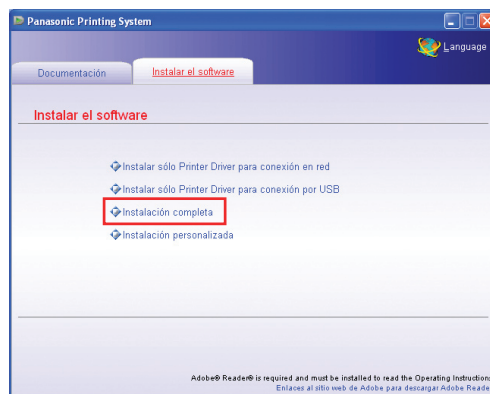 Panasonic Printing System
Language
Documentación
Instalar el software
Instalar el software
Instalar sólo Printer Driver para conexión en red
Instalar sólo Printer Driver para conexión por USB
Instalación completa
Instalación personalizada
Adobe® Reader® is required and must be installed to read the Operating Instruction
Enlaces al sitio web de Adobe para descargar Adobe Reade